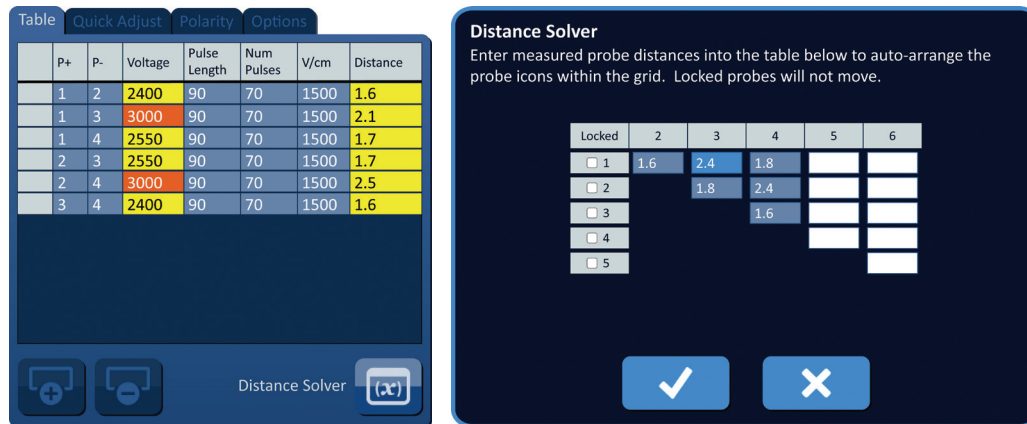 Table Quick Adjust Polarity Options
P+ P- Voltage Pulse Length Num Pulses V/cm Distance
1 2 2400 90 70 1500 1.6
1 3 3000 90 70 1500 2.1
1 4 2550 90 70 1500 1.7
2 3 2550 90 70 1500 1.7
2 4 3000 90 70 1500 2.5
3 4 2400 90 70 1500 1.6
Distance Solver (x)
Distance Solver
Enter measured probe distances into the table below to auto-arrange the
probe icons within the grid. Locked probes will not move.
Locked 2 3 4 5 6
1 1.6 2.4 1.8
2 1.8 2.4
3 1.6
4
5